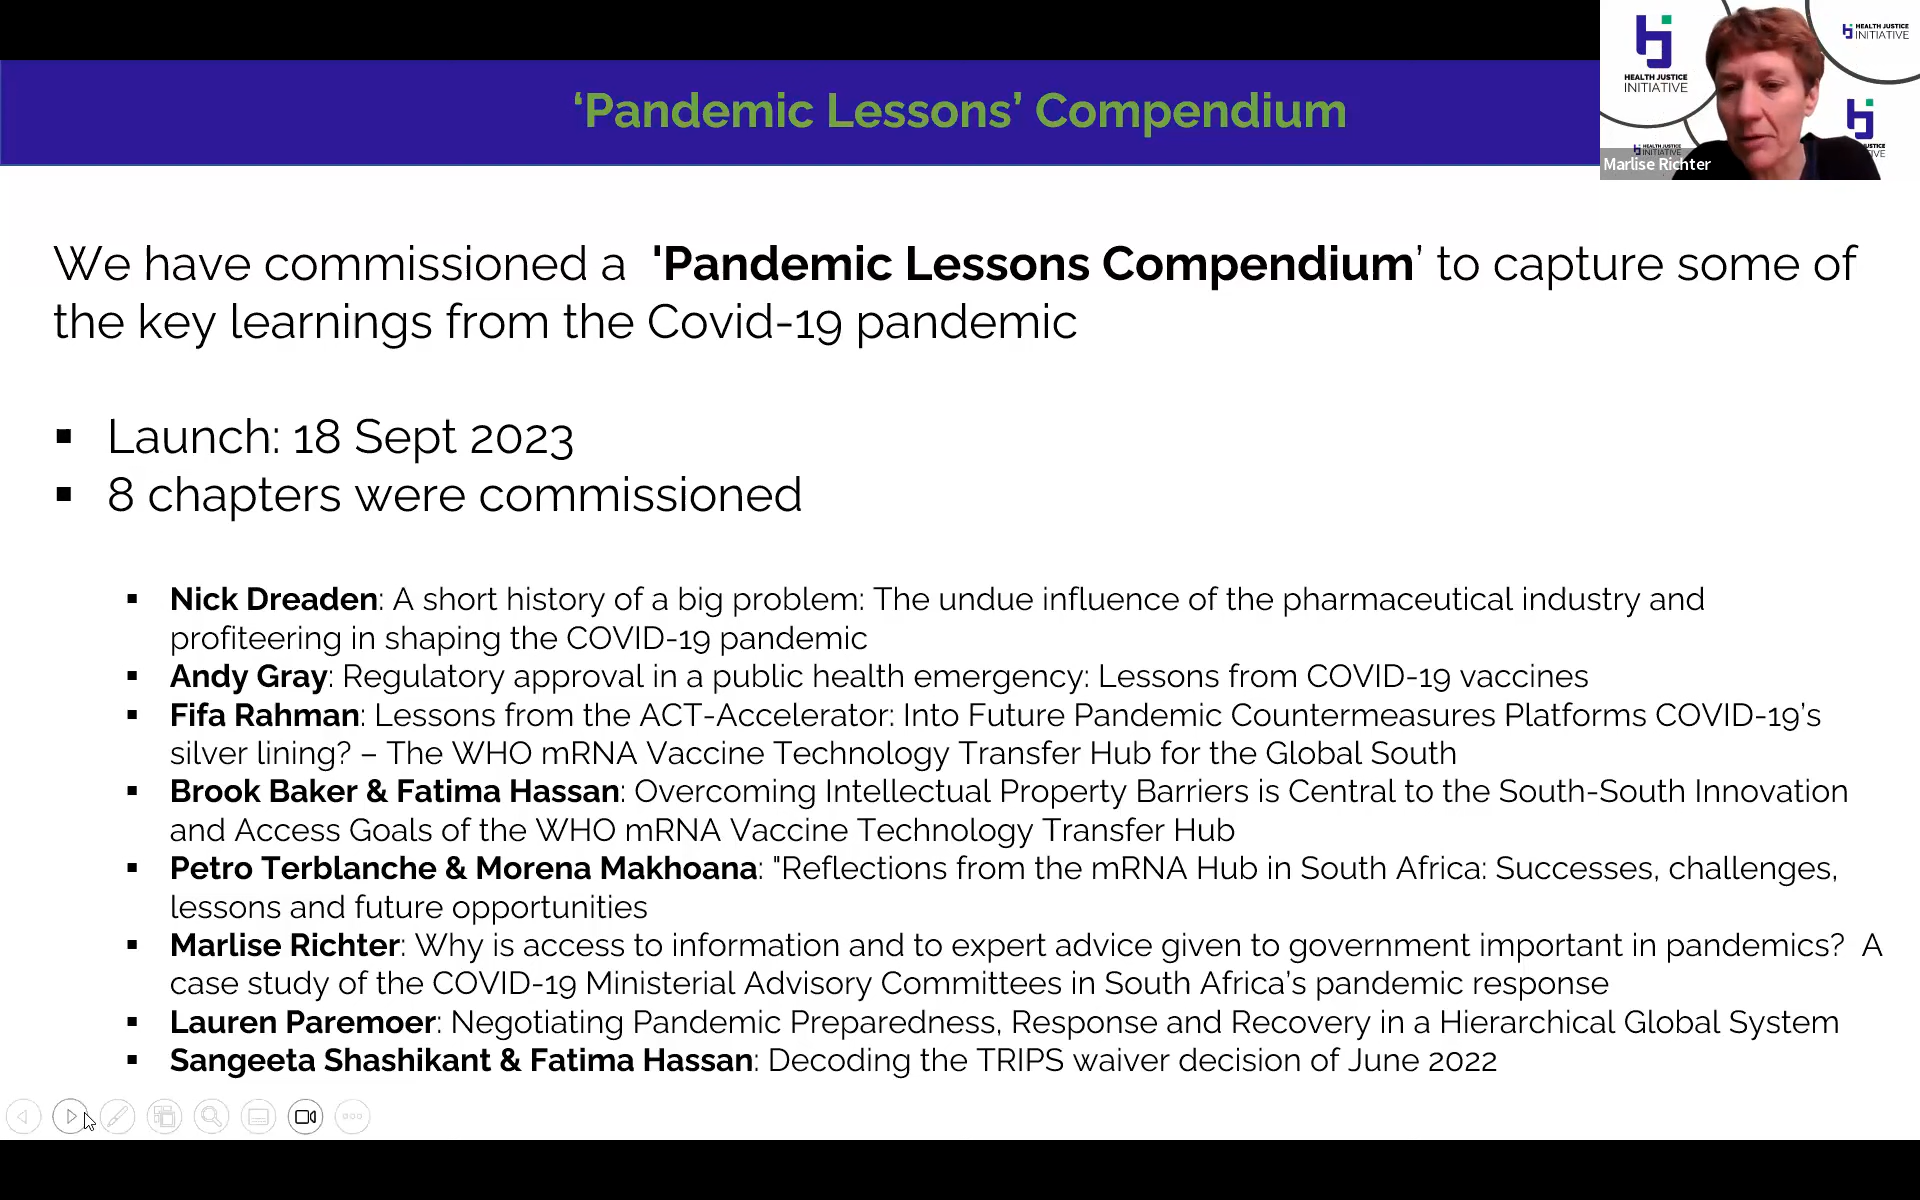 ‘Pandemic Lessons’ Compendium
HEALTH JUSTICE
INITIATIVE
HEALTH JUSTICE
INITIATIVE
HEALTH JUSTICE
INITIATIVE
Marlise Richter
We have commissioned a 'Pandemic Lessons Compendium’ to capture some of
the key learnings from the Covid-19 pandemic
▪ Launch: 18 Sept 2023
▪ 8 chapters were commissioned
▪ Nick Dreaden: A short history of a big problem: The undue influence of the pharmaceutical industry and
profiteering in shaping the COVID-19 pandemic
▪ Andy Gray: Regulatory approval in a public health emergency: Lessons from COVID-19 vaccines
▪ Fifa Rahman: Lessons from the ACT-Accelerator: Into Future Pandemic Countermeasures Platforms COVID-19’s
silver lining? – The WHO mRNA Vaccine Technology Transfer Hub for the Global South
▪ Brook Baker & Fatima Hassan: Overcoming Intellectual Property Barriers is Central to the South-South Innovation
and Access Goals of the WHO mRNA Vaccine Technology Transfer Hub
▪ Petro Terblanche & Morena Makhoana: "Reflections from the mRNA Hub in South Africa: Successes, challenges,
lessons and future opportunities
▪ Marlise Richter: Why is access to information and to expert advice given to government important in pandemics?  A
case study of the COVID-19 Ministerial Advisory Committees in South Africa’s pandemic response
▪ Lauren Paremoer: Negotiating Pandemic Preparedness, Response and Recovery in a Hierarchical Global System
▪ Sangeeta Shashikant & Fatima Hassan: Decoding the TRIPS waiver decision of June 2022